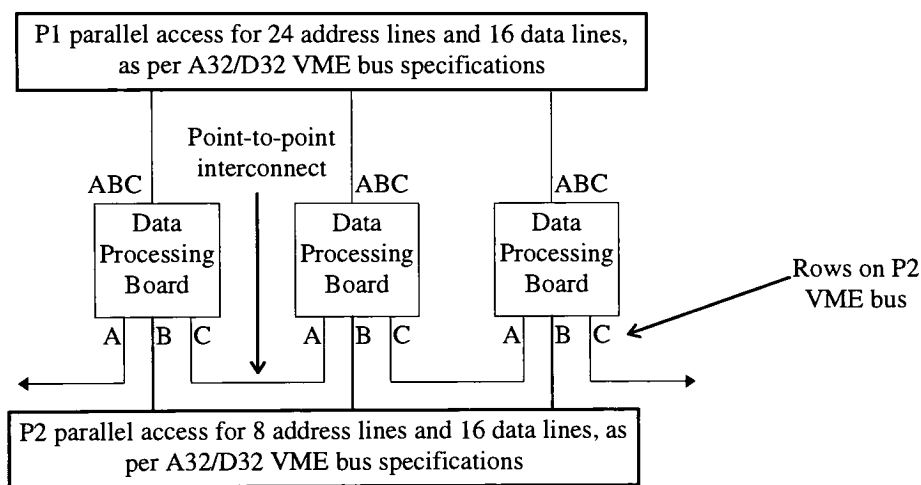 P1 parallel access for 24 address lines and 16 data lines,
as per A32/D32 VME bus specifications
Point-to-point
interconnect
ABC
ABC
ABC
Data
Processing
Board
Data
Processing
Board
Data
Processing
Board
Rows on P2
VME bus
A B C
A B C
A B C
P2 parallel access for 8 address lines and 16 data lines, as
per A32/D32 VME bus specifications